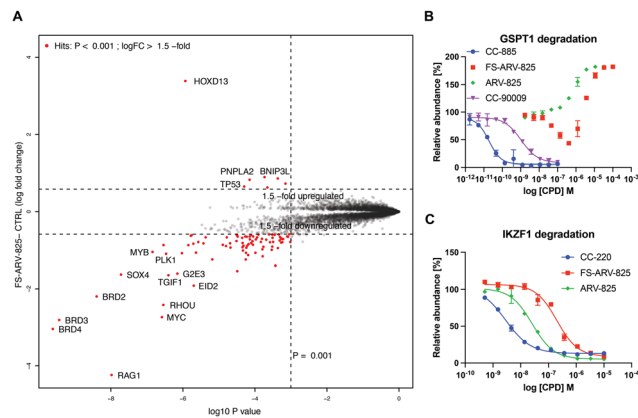 A
Hits: P < 0.001 ; logFC > 1.5 -fold
HOXD13
PNPLA2
BNIP3L
TP53
1.5 -fold upregulated
1.5 -fold downregulated
MYB
PLK1
SOX4
G2E3
TGIF1
EID2
BRD2
RHOU
BRD3
MYC
BRD4
RAG1
P = 0.001
4
2
0
-2
-4
FS-ARV-825– CTRL (log fold change)
-8
-6
-4
-2
0
log10 P value
B
GSPT1 degradation
CC-885
FS-ARV-825
ARV-825
CC-90009
200
150
100
50
0
Relative abundance [%]
10-12
10-11
10-10
10-9
10-8
10-7
10-6
10-5
10-4
10-3
log [CPD] M
C
IKZF1 degradation
CC-220
FS-ARV-825
ARV-825
150
100
50
0
Relative abundance [%]
10-10
10-9
10-8
10-7
10-6
10-5
10-4
log [CPD] M